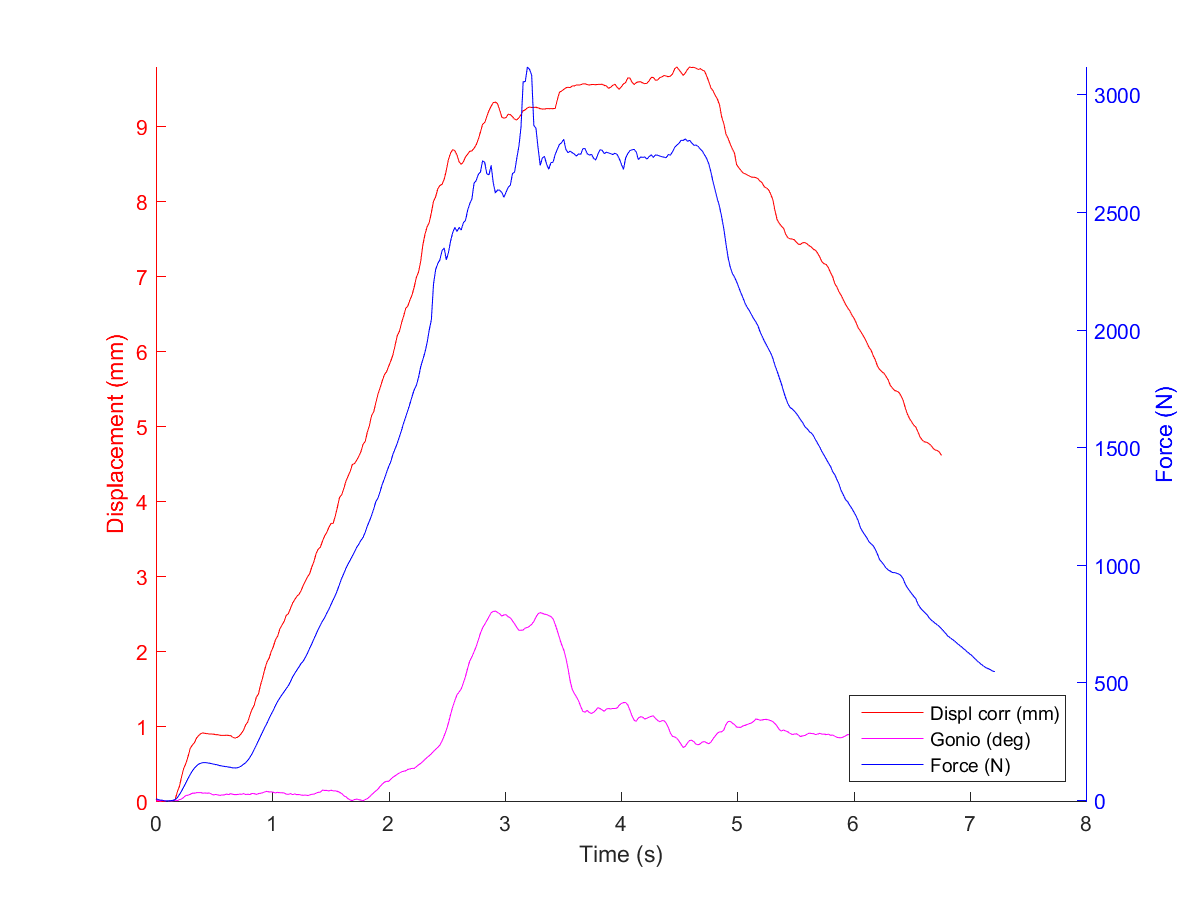 Displacement (mm)
9
8
7
6
5
4
3
2
1
0
0 1 2 3 4 5 6 7 8
Time (s)
3000
2500
2000
1500
1000
500
0
Force (N)
Displ corr (mm)
Gonio (deg)
Force (N)